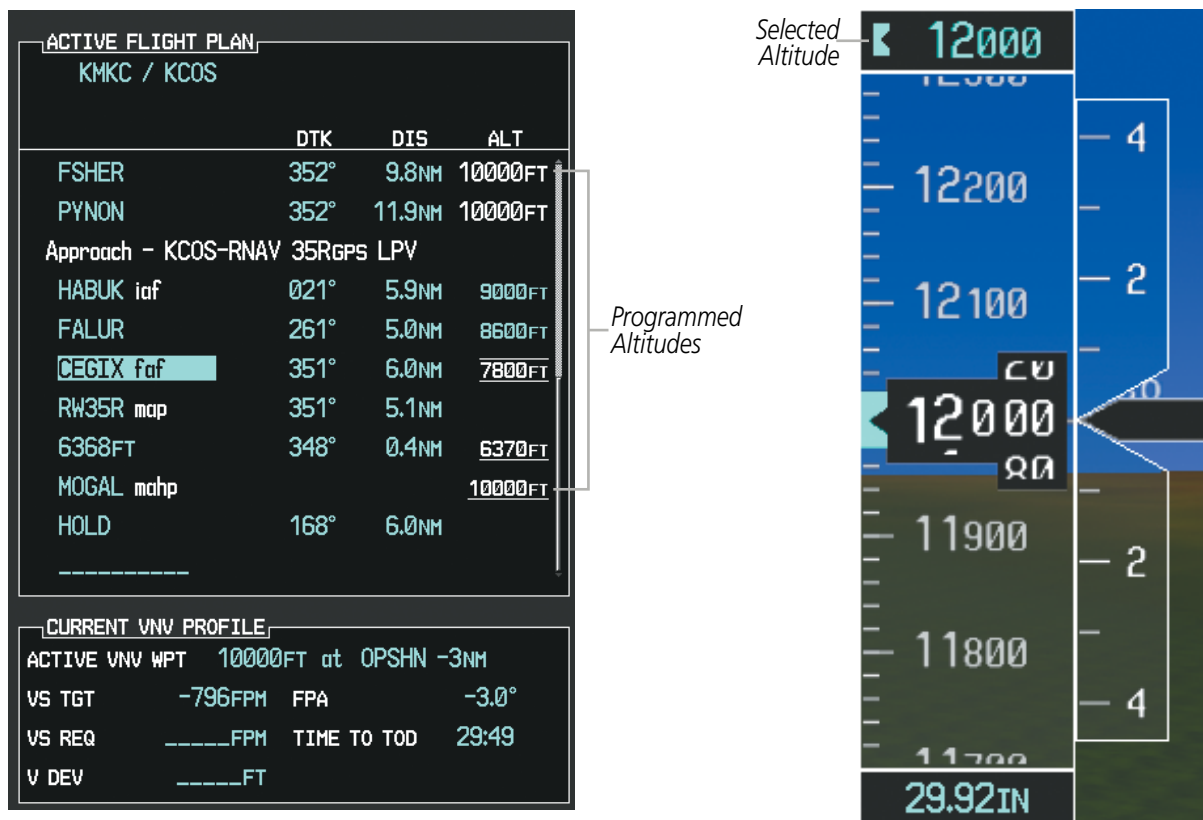 ACTIVE FLIGHT PLAN
KMKC / KCOS
DTK DIS ALT
FSHER 352° 9.8NM 10000FT
PYNON 352° 11.9NM 10000FT
Approach – KCOS–RNAV 35RGPS LPV
HABUK iaf 021° 5.9NM 9000FT
FALUR 261° 5.0NM 8600FT
CEGIX faf 351° 6.0NM 7800FT
RW35R map 351° 5.1NM
6368FT 348° 0.4NM 6370FT
MOGAL mahp 10000FT
HOLD 168° 6.0NM
__________
CURRENT VNV PROFILE
ACTIVE VNV WPT 10000FT at OPSHN -3NM
VS TGT -796FPM FPA -3.0°
VS REQ _____FPM TIME TO TOD 29:49
V DEV _____FT
Programmed
Altitudes
Selected
Altitude
12000
12200
12100
12000
11900
11800
4
2
2
4
29.92IN